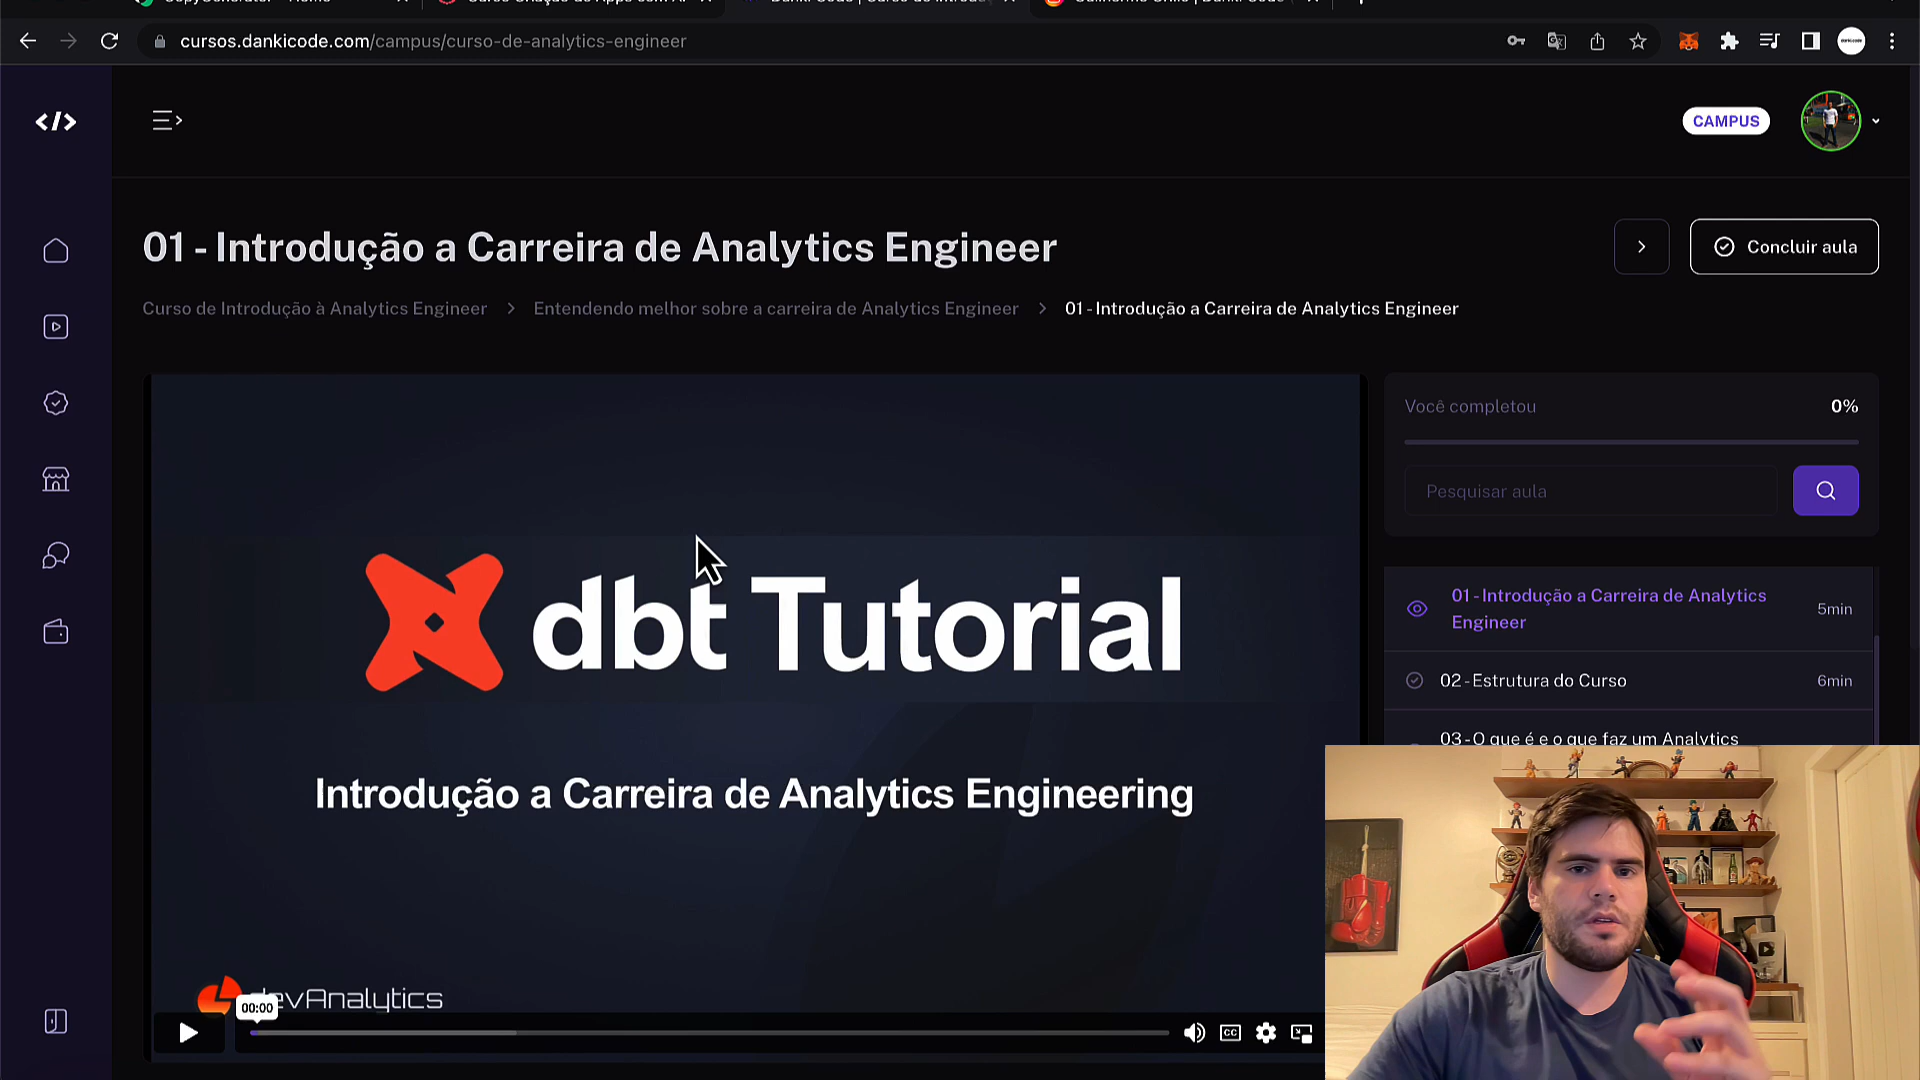 cursos.dankicode.com/campus/curso-de-analytics-engineer
</>
CAMPUS
01 - Introdução a Carreira de Analytics Engineer
Concluir aula
Curso de Introdução à Analytics Engineer > Entendendo melhor sobre a carreira de Analytics Engineer > 01 - Introdução a Carreira de Analytics Engineer
Você completou 0%
Pesquisar aula
dbt Tutorial
Introdução a Carreira de Analytics Engineering
devAnalytics
00:00
CC
01 - Introdução a Carreira de Analytics
Engineer
5min
02 - Estrutura do Curso 6min
03 - O que é e o que faz um Analytics